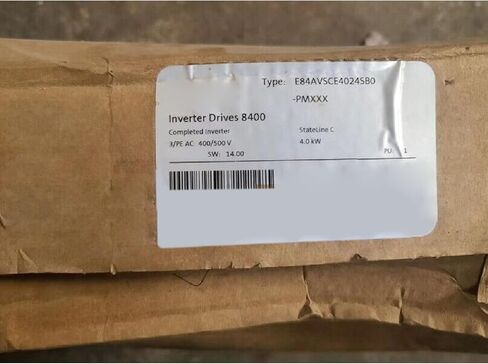 Type: E84AVSCE4024SB0
-PMXXX
Inverter Drives 8400
Completed Inverter StateLine C
3/PE AC 400/500 V 4.0 kW
SW: 14.00 PU: 1